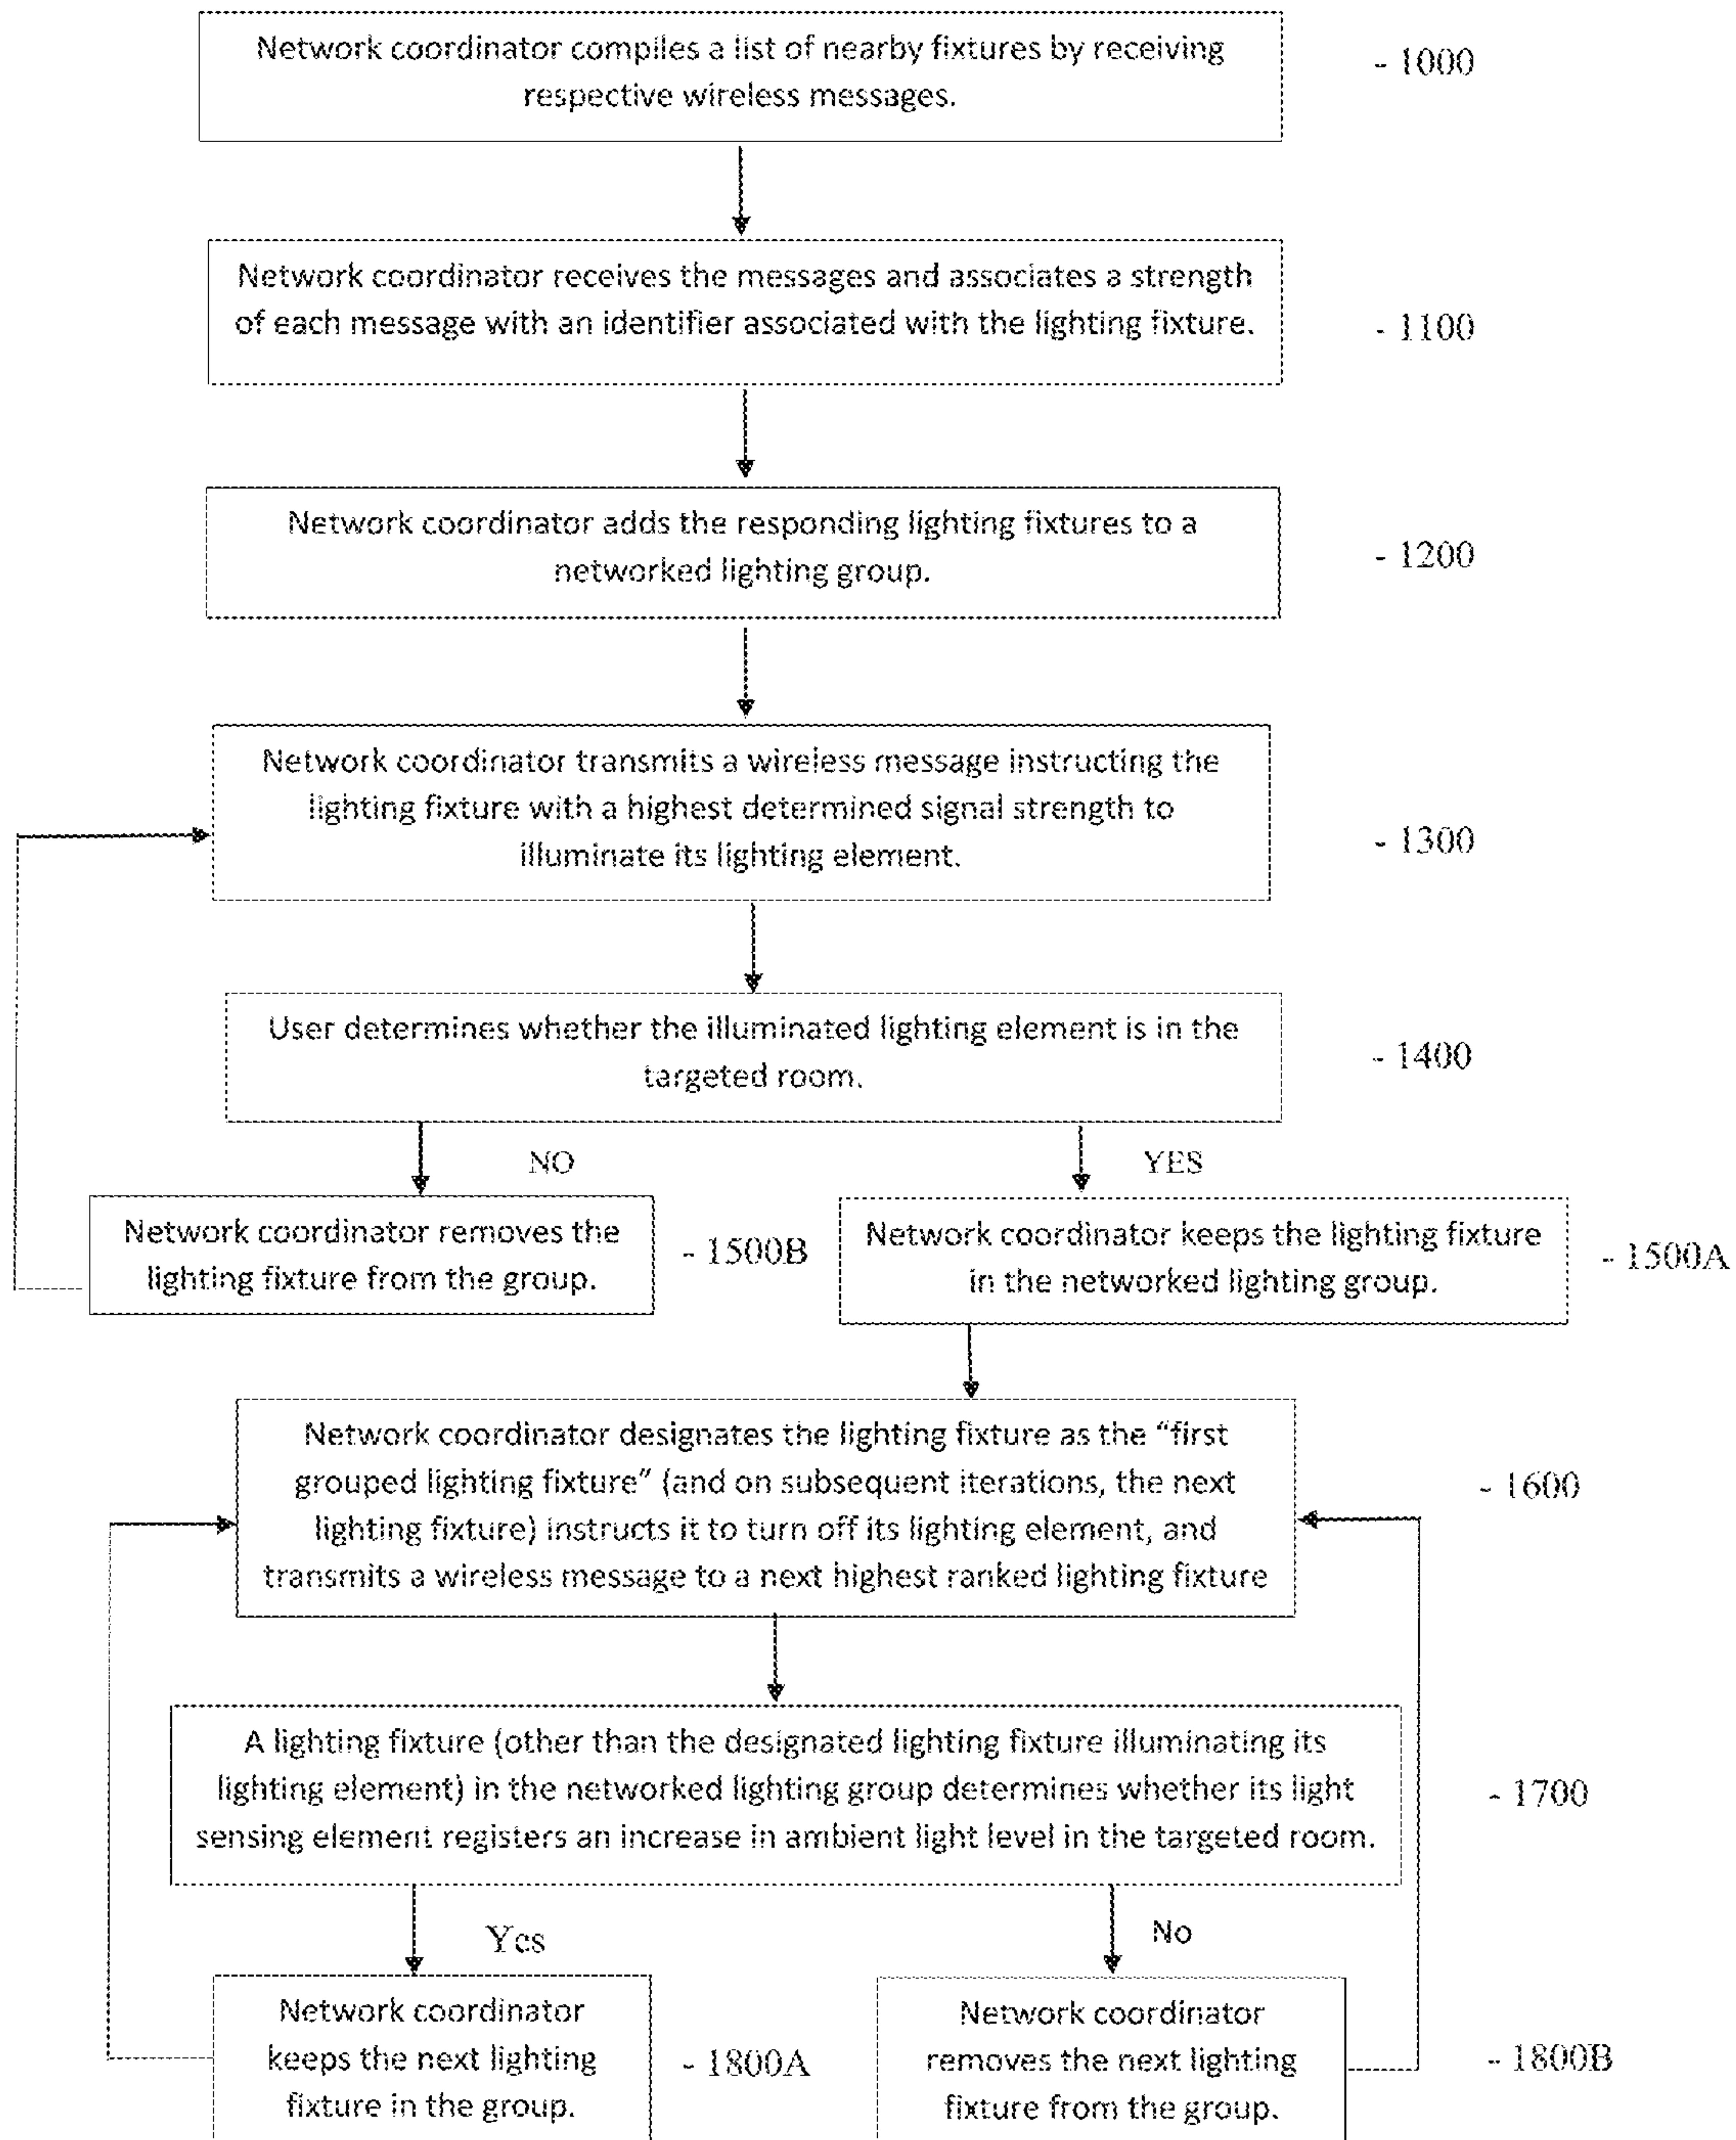 Network coordinator compiles a list of nearby fixtures by receiving
respective wireless messages.
- 1000
Network coordinator receives the messages and associates a strength
of each message with an identifier associated with the lighting fixture.
- 1100
Network coordinator adds the responding lighting fixtures to a
networked lighting group.
- 1200
Network coordinator transmits a wireless message instructing the
lighting fixture with a highest determined signal strength to
illuminate its lighting element.
- 1300
User determines whether the illuminated lighting element is in the
targeted room.
- 1400
NO
YES
Network coordinator removes the
lighting fixture from the group.
- 1500B
Network coordinator keeps the lighting fixture
in the networked lighting group.
- 1500A
Network coordinator designates the lighting fixture as the “first
grouped lighting fixture” (and on subsequent iterations, the next
lighting fixture) instructs it to turn off its lighting element, and
transmits a wireless message to a next highest ranked lighting fixture
- 1600
A lighting fixture (other than the designated lighting fixture illuminating its
lighting element) in the networked lighting group determines whether its light
sensing element registers an increase in ambient light level in the targeted room.
- 1700
Yes
No
Network coordinator
keeps the next lighting
fixture in the group.
- 1800A
Network coordinator
removes the next lighting
fixture from the group.
- 1800B